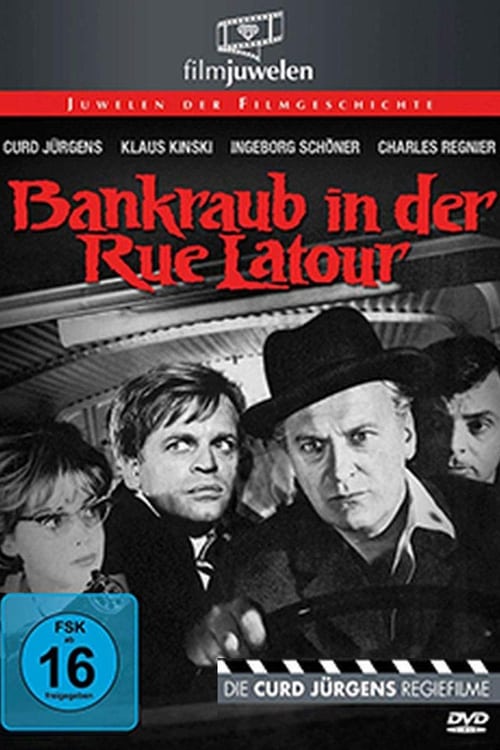 filmjuwelen
JUWELEN DER FILMGESCHICHTE
CURD JÜRGENS KLAUS KINSKI INGEBORG SCHÖNER CHARLES REGNIER
Bankraub in der
Rue Latour
FSK
ab
16
freigegeben
DIE CURD JÜRGENS REGIEFILME
DVD